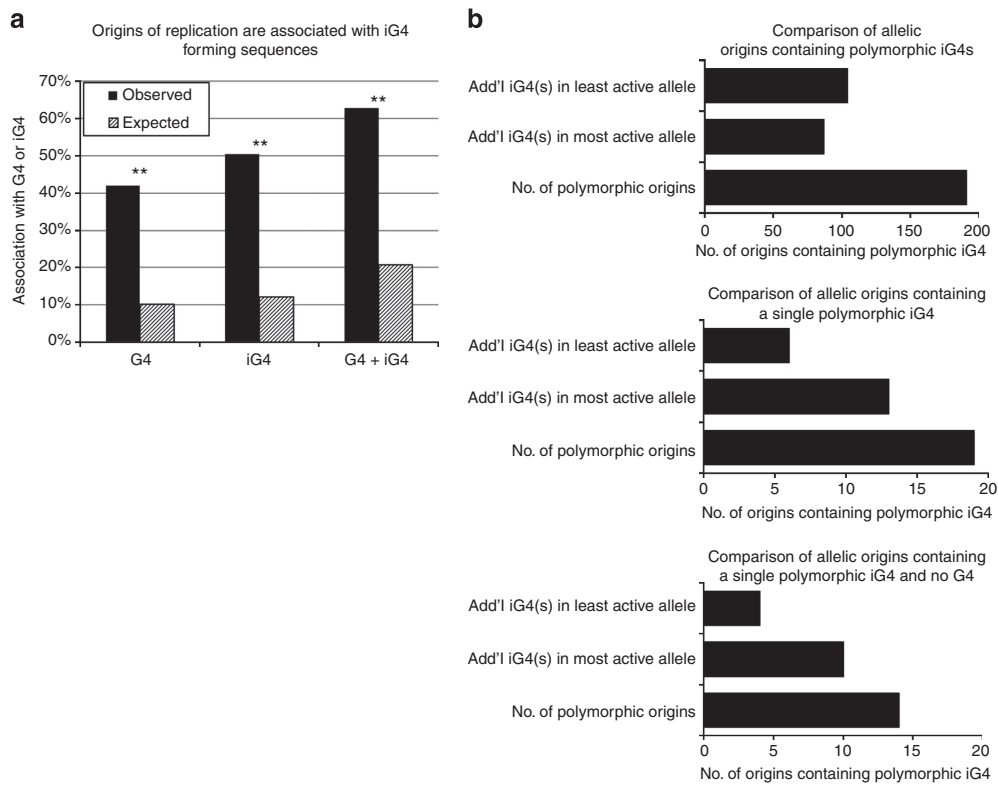 a
Origins of replication are associated with iG4
forming sequences
Association with G4 or iG4
70%
60%
50%
40%
30%
20%
10%
0%
Observed
Expected
**
**
**
G4
iG4
G4 + iG4
b
Comparison of allelic
origins containing polymorphic iG4s
Add'l iG4(s) in least active allele
Add'l iG4(s) in most active allele
No. of polymorphic origins
0 50 100 150 200
No. of origins containing polymorphic iG4
Comparison of allelic origins containing
a single polymorphic iG4
Add'l iG4(s) in least active allele
Add'l iG4(s) in most active allele
No. of polymorphic origins
0 5 10 15 20
No. of origins containing polymorphic iG4
Comparison of allelic origins containing
a single polymorphic iG4 and no G4
Add'l iG4(s) in least active allele
Add'l iG4(s) in most active allele
No. of polymorphic origins
0 5 10 15 20
No. of origins containing polymorphic iG4